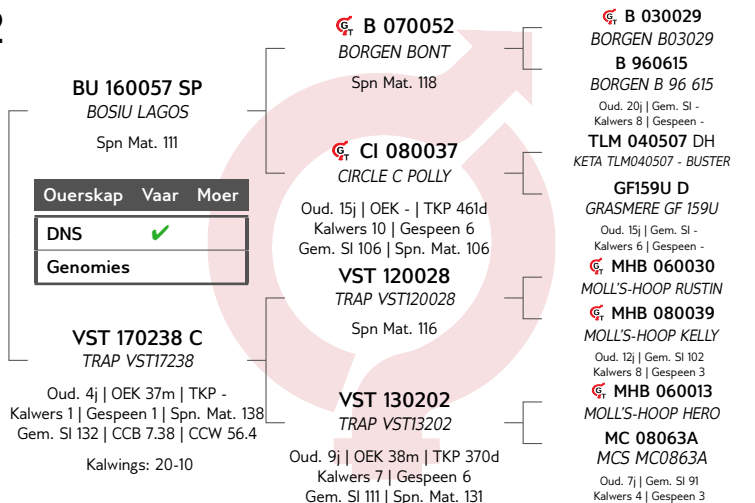 2
BU 160057 SP
BOSIU LAGOS
Spn Mat. 111
Ouerskap Vaar Moer
DNS ✔
Genomies
VST 170238 C
TRAP VST17238
Oud. 4j | OEK 37m | TKP -
Kalwers 1 | Gespeen 1 | Spn. Mat. 138
Gem. SI 132 | CCB 7.38 | CCW 56.4
Kalwings: 20-10
GT B 070052
BORGEN BONT
Spn Mat. 118
GT CI 080037
CIRCLE C POLLY
Oud. 15j | OEK - | TKP 461d
Kalwers 10 | Gespeen 6
Gem. SI 106 | Spn. Mat. 106
VST 120028
TRAP VST120028
Spn Mat. 116
VST 130202
TRAP VST13202
Oud. 9j | OEK 38m | TKP 370d
Kalwers 7 | Gespeen 6
Gem. SI 111 | Spn. Mat. 131
GT B 030029
BORGEN B03029
B 960615
BORGEN B 96 615
Oud. 20j | Gem. SI -
Kalwers 8 | Gespeen -
TLM 040507 DH
KETA TLM040507 - BUSTER
GF159U D
GRASMERE GF 159U
Oud. 15j | Gem. SI -
Kalwers 6 | Gespeen -
GT MHB 060030
MOLL'S-HOOP RUSTIN
GT MHB 080039
MOLL'S-HOOP KELLY
Oud. 12j | Gem. SI 102
Kalwers 8 | Gespeen 3
GT MHB 060013
MOLL'S-HOOP HERO
MC 08063A
MCS MC0863A
Oud. 7j | Gem. SI 91
Kalwers 4 | Gespeen 3